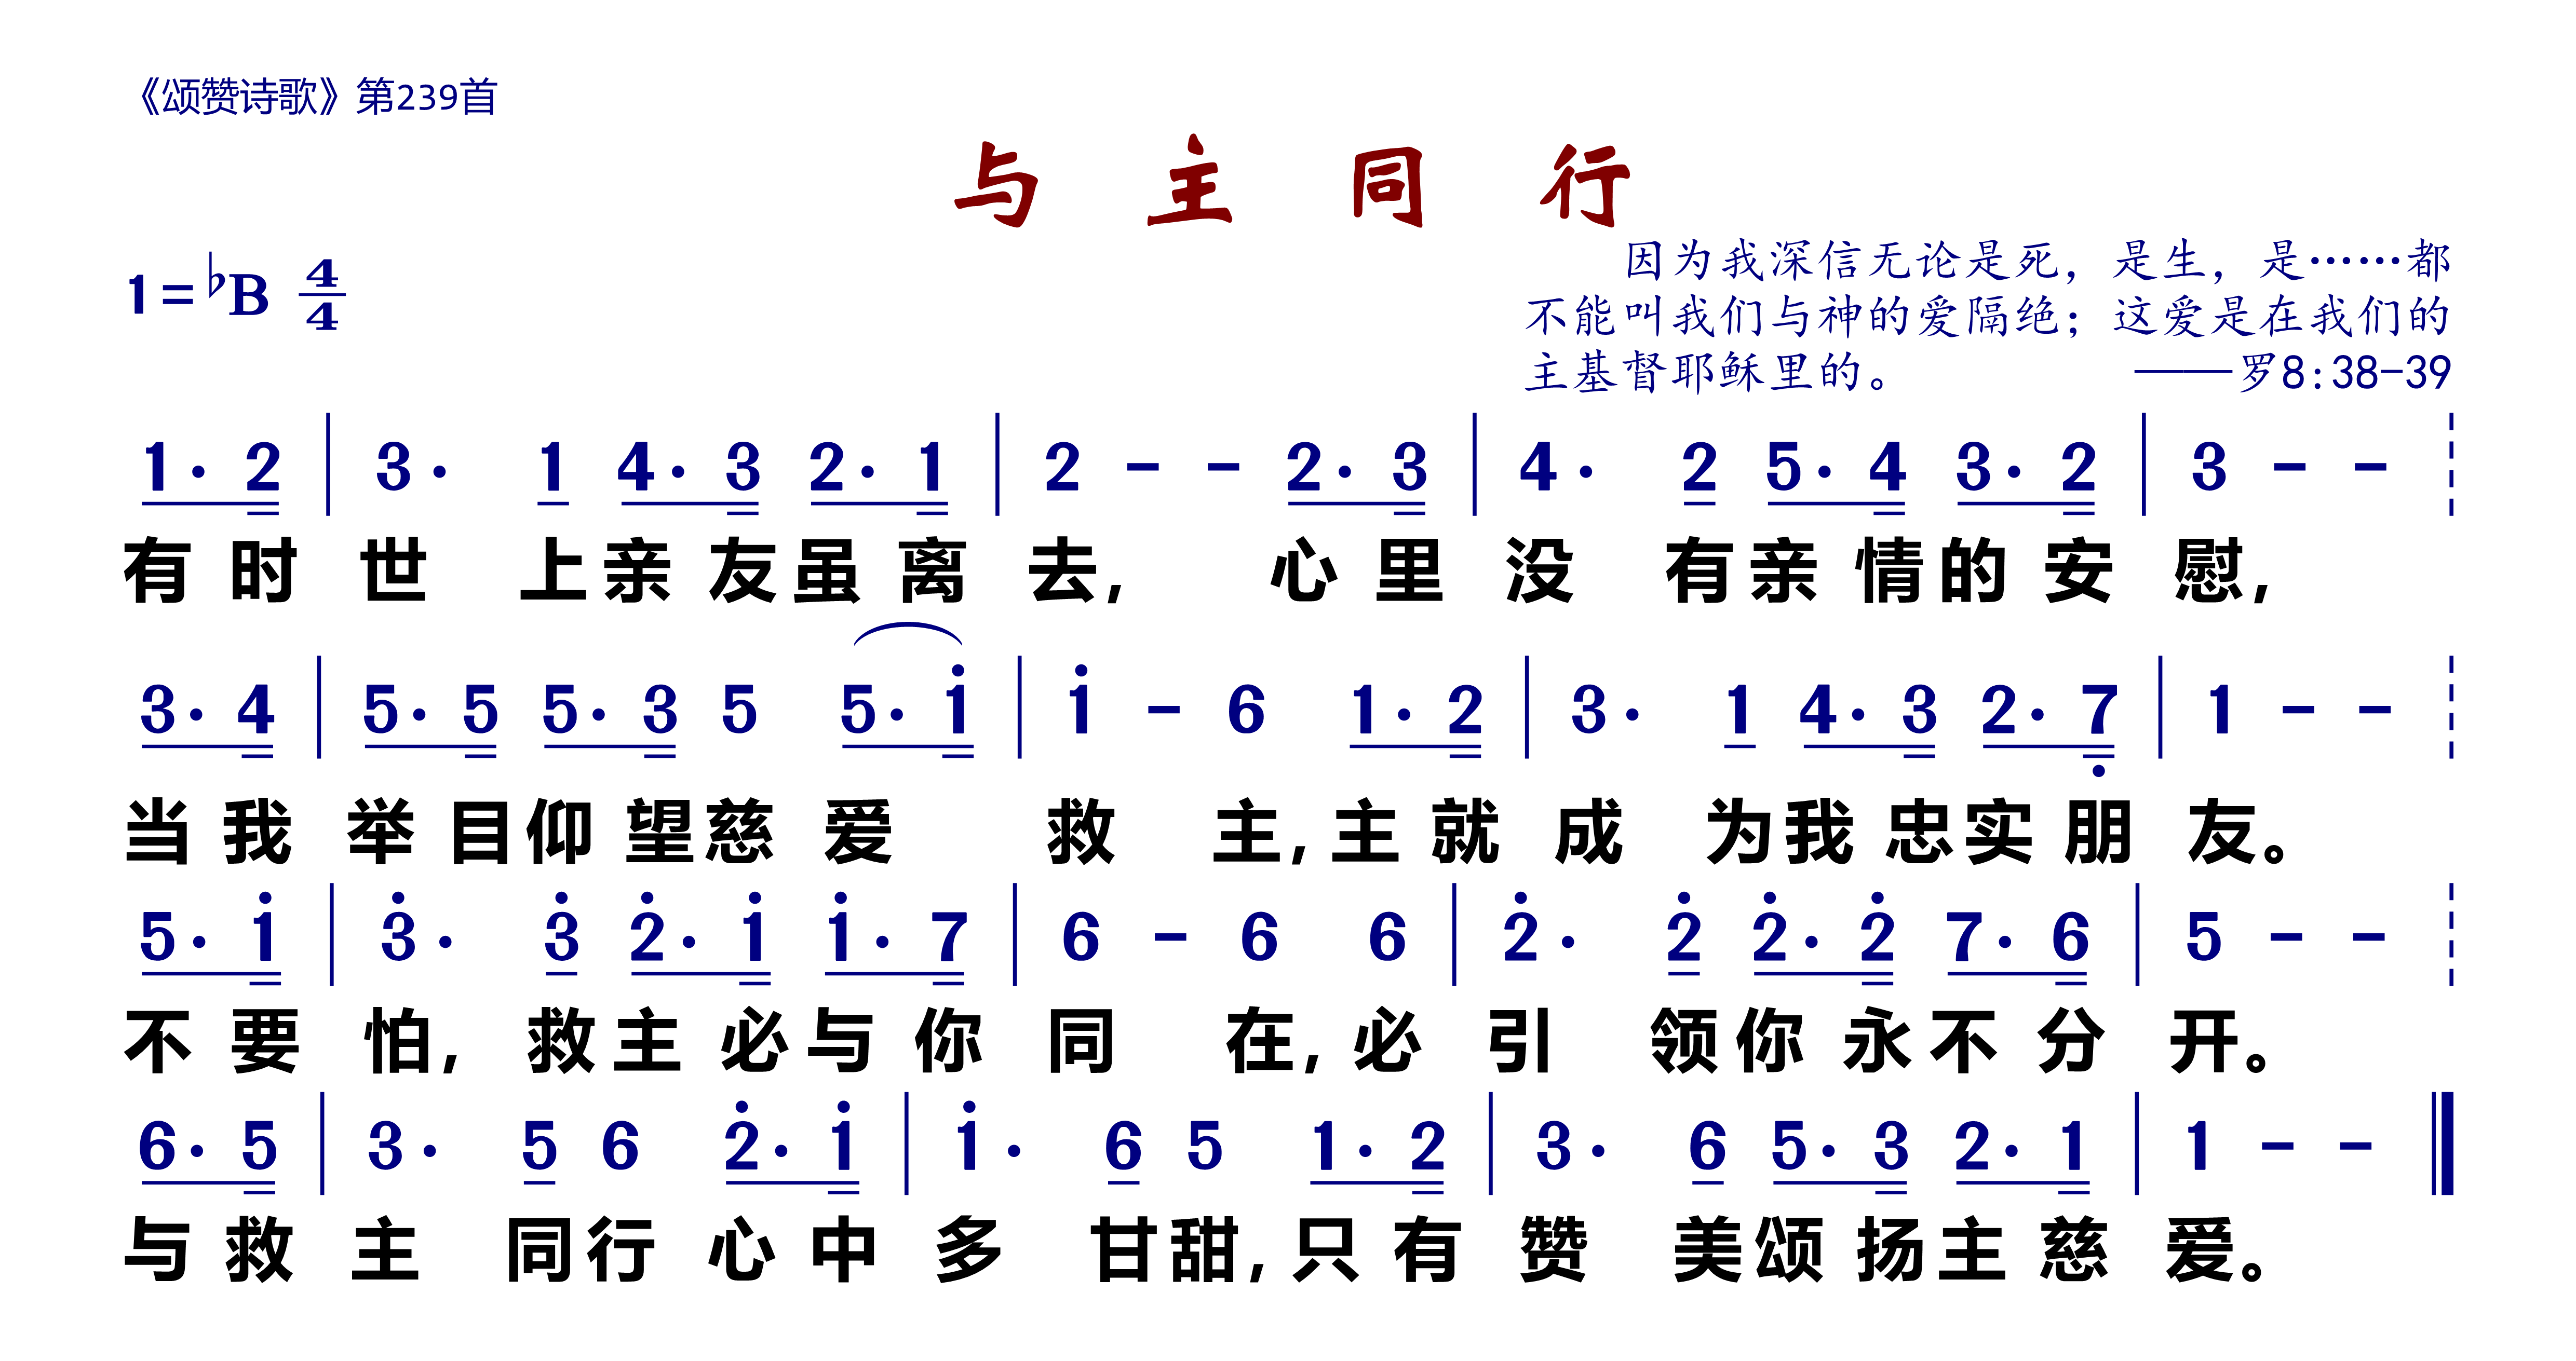 《颂赞诗歌》第239首
与 主 同 行
1=♭B 4/4
因为我深信无论是死，是生，是……都
不能叫我们与神的爱隔绝；这爱是在我们的
主基督耶稣里的。 ——罗8:38-39
1· 2 | 3· 1 4· 3 2· 1 | 2 - - 2· 3 | 4· 2 5· 4 3· 2 | 3 - - ¦
有 时 世 上 亲 友 虽 离 去， 心 里 没 有 亲 情 的 安 慰，
3· 4 | 5· 5 5· 3 5 5· 1̇ | 1̇ - 6 1· 2 | 3· 1 4· 3 2· 7̣ | 1 - - ¦
当 我 举 目 仰 望 慈 爱 救 主，主 就 成 为 我 忠 实 朋 友。
5· 1̇ | 3̇· 3̇ 2̇· 1̇ 1̇· 7 | 6 - 6 6 | 2̇· 2̇ 2̇· 2̇ 7· 6 | 5 - - ¦
不 要 怕， 救 主 必 与 你 同 在，必 引 领 你 永 不 分 开。
6· 5 | 3· 5 6 2̇· 1̇ | 1̇· 6 5 1· 2 | 3· 6 5· 3 2· 1 | 1 - - ‖
与 救 主 同 行 心 中 多 甘 甜，只 有 赞 美 颂 扬 主 慈 爱。